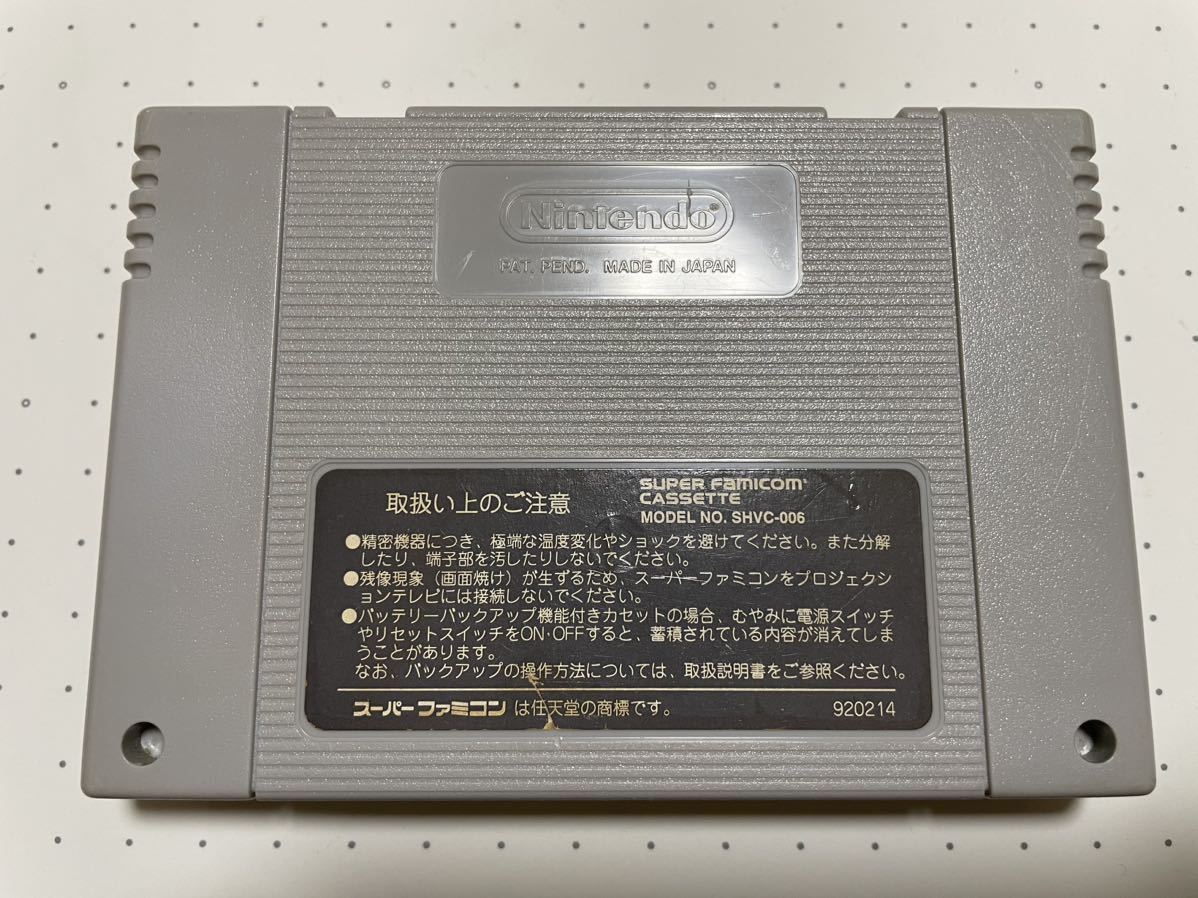 Nintendo®
PAT. PEND. MADE IN JAPAN
取扱い上のご注意
SUPER FAMICOM
CASSETTE
MODEL NO. SHVC-006
●精密機器につき、極端な温度変化やショックを避けてください。また分解
したり、端子部を汚したりしないでください。
●残像現象（画面焼け）が生ずるため、スーパーファミコンをプロジェクシ
ョンテレビには接続しないでください。
●バッテリーバックアップ機能付きカセットの場合、むやみに電源スイッチ
やリセットスイッチをON·OFFすると、蓄積されている内容が消えてしま
うことがあります。
なお、バックアップの操作方法については、取扱説明書をご参照ください。
スーパーファミコン は任天堂の商標です。
920214